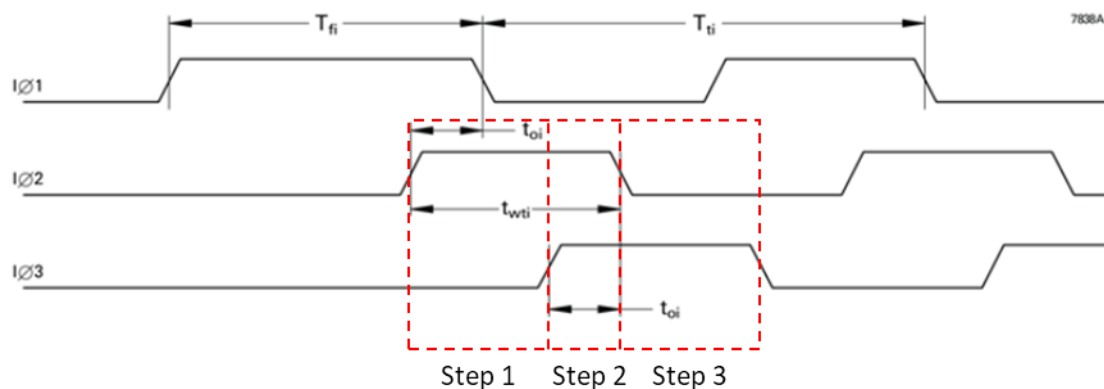 Tfi
Tti
7838A
IØ1
toi
IØ2
twti
IØ3
toi
Step 1 Step 2 Step 3